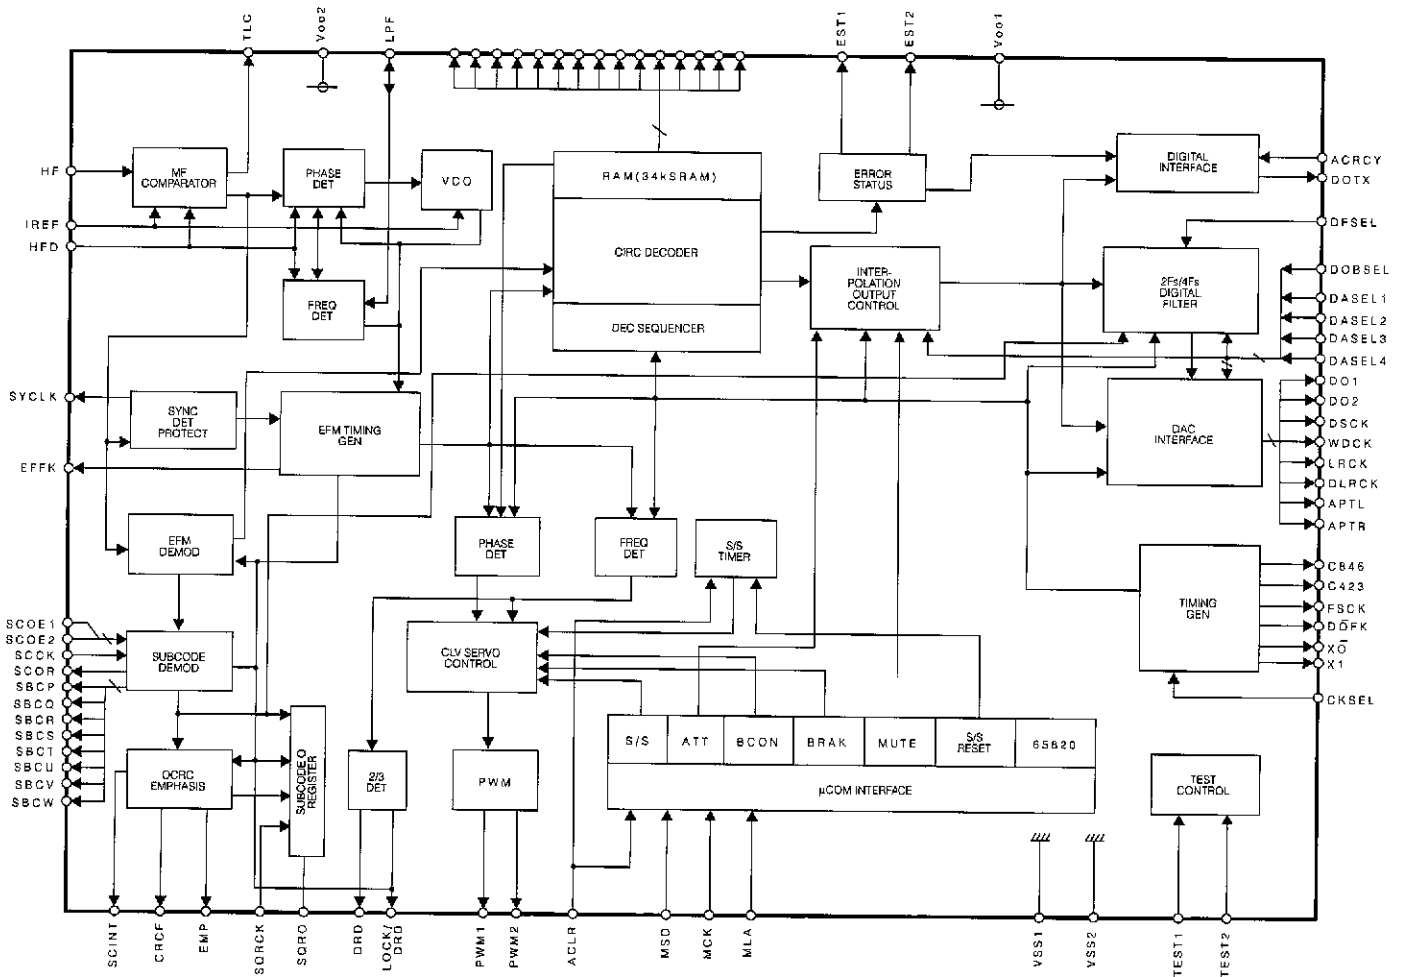 TLC
VDD2
LPF
EST1
EST2
VDD1
HF
IREF
HFD
SYCLK
EFFK
SCOE1
SCOE2
SCCK
SCOR
SBCP
SBCQ
SBCR
SBCS
SBCT
SBCU
SBCV
SBCW
MF
COMPARATOR
PHASE
DET
VCO
FREQ
DET
RAM(34kSRAM)
CIRC DECODER
DEC SEQUENCER
ERROR
STATUS
DIGITAL
INTERFACE
INTER-
POLATION
OUTPUT
CONTROL
2Fs/4Fs
DIGITAL
FILTER
SYNC
DET
PROTECT
EFM TIMING
GEN
DAC
INTERFACE
EFM
DEMOD
PHASE
DET
FREQ
DET
S/S
TIMER
TIMING
GEN
SUBCODE
DEMOD
CLV SERVO
CONTROL
S/S
ATT
BCON
BRAK
MUTE
S/S
RESET
65820
QCRC
EMPHASIS
SUBCODE Q
REGISTER
2/3
DET
PWM
μCOM INTERFACE
TEST
CONTROL
ACRCY
DOTX
DFSEL
DOBSEL
DASEL1
DASEL2
DASEL3
DASEL4
DO1
DO2
DSCK
WDCK
LRCK
DLRCK
APTL
APTR
C846
C423
FSCK
DOFK
XO
X1
CKSEL
SCINT
CRCF
EMP
SQRCK
SQRO
DRD
LOCK/
DRD
PWM1
PWM2
ACLR
MSD
MCK
MLA
VSS1
VSS2
TEST1
TEST2